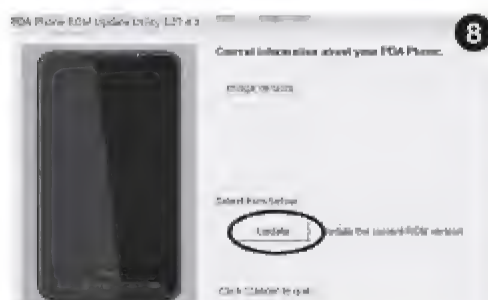 PDA Phone ROM Update Utility
8
Current information about your PDA Phone:
Image version
Select from below:
Update
Update the current ROM version
Click 'Cancel' to quit.